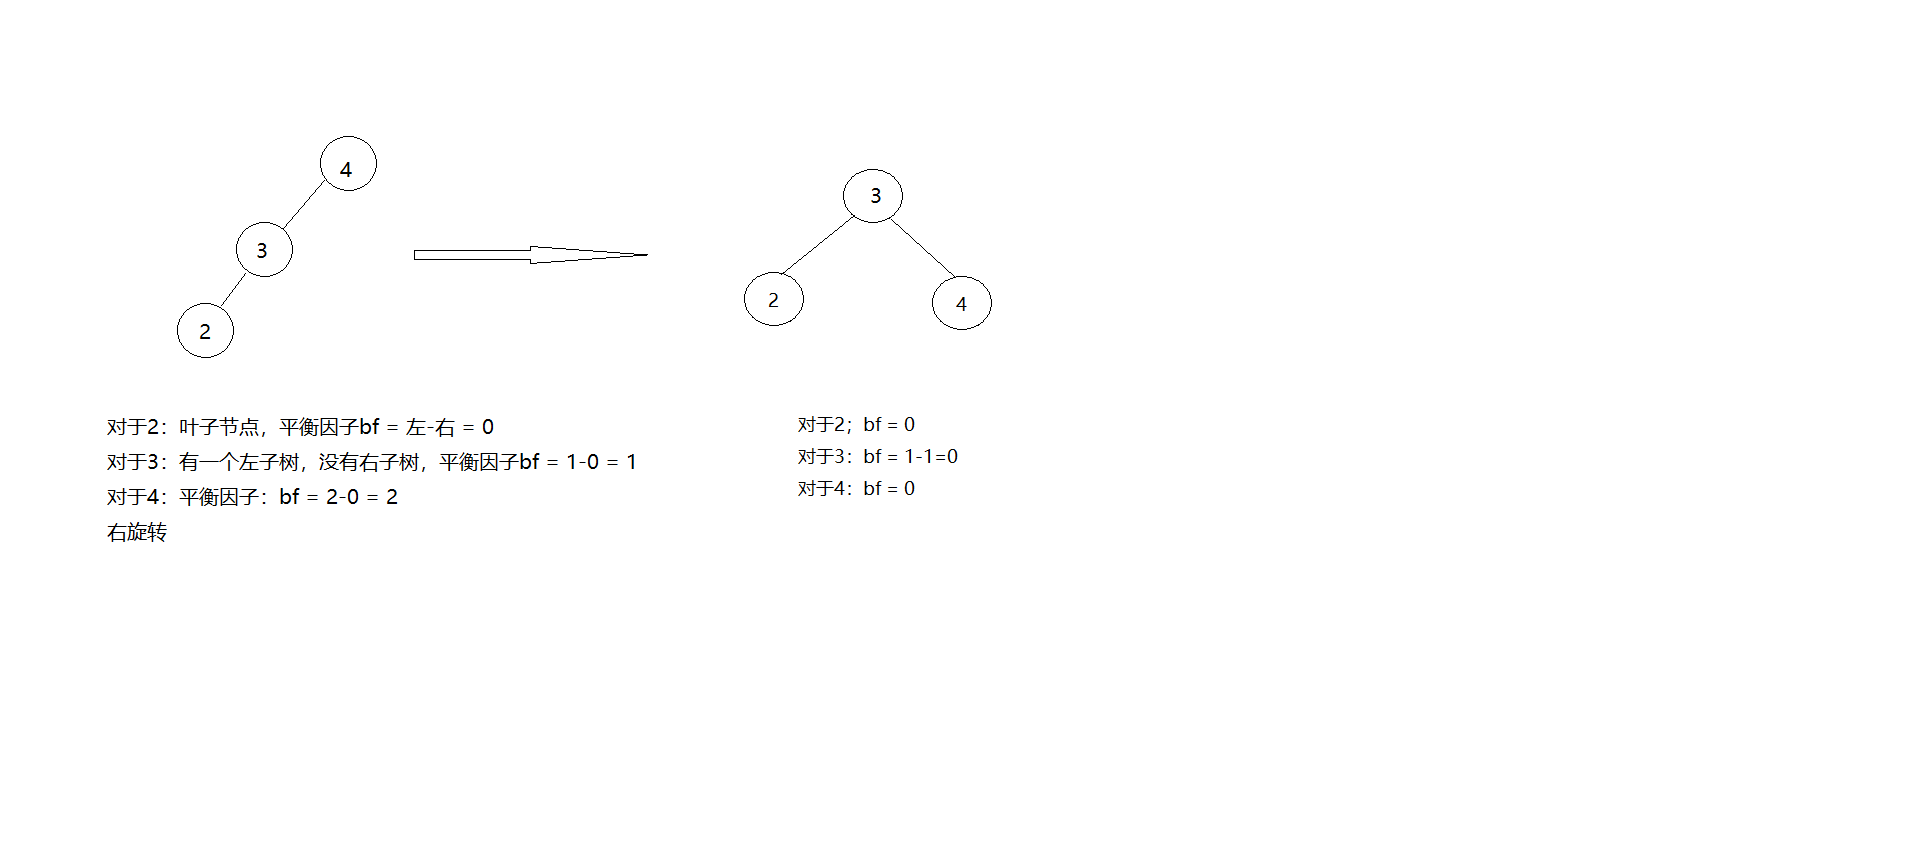 4
3
2
3
2
4
对于2：叶子节点，平衡因子bf = 左-右 = 0
对于3：有一个左子树，没有右子树，平衡因子bf = 1-0 = 1
对于4：平衡因子：bf = 2-0 = 2
右旋转
对于2；bf = 0
对于3：bf = 1-1=0
对于4：bf = 0